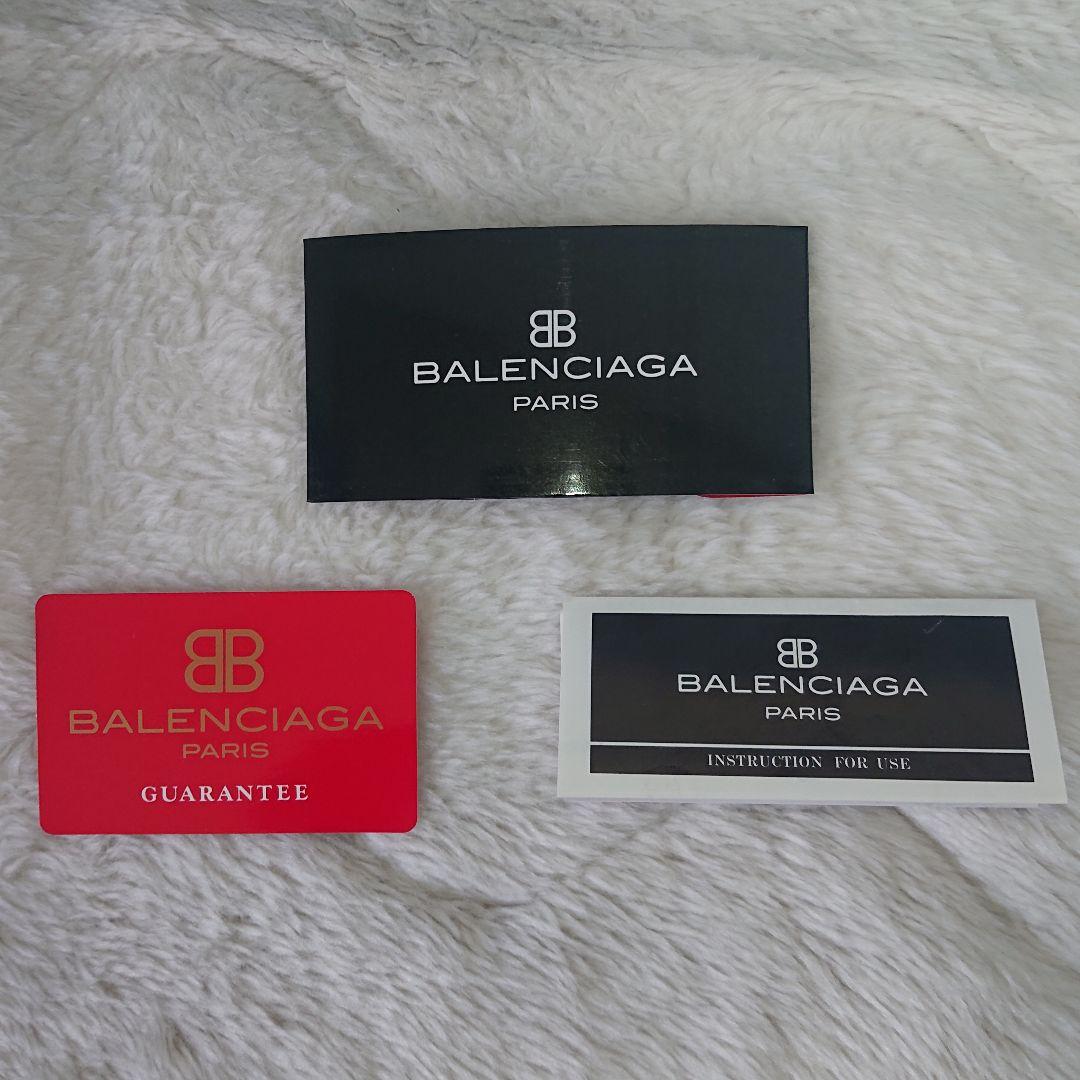 BB
BALENCIAGA
PARIS
BB
BALENCIAGA
PARIS
GUARANTEE
BB
BALENCIAGA
PARIS
INSTRUCTION FOR USE